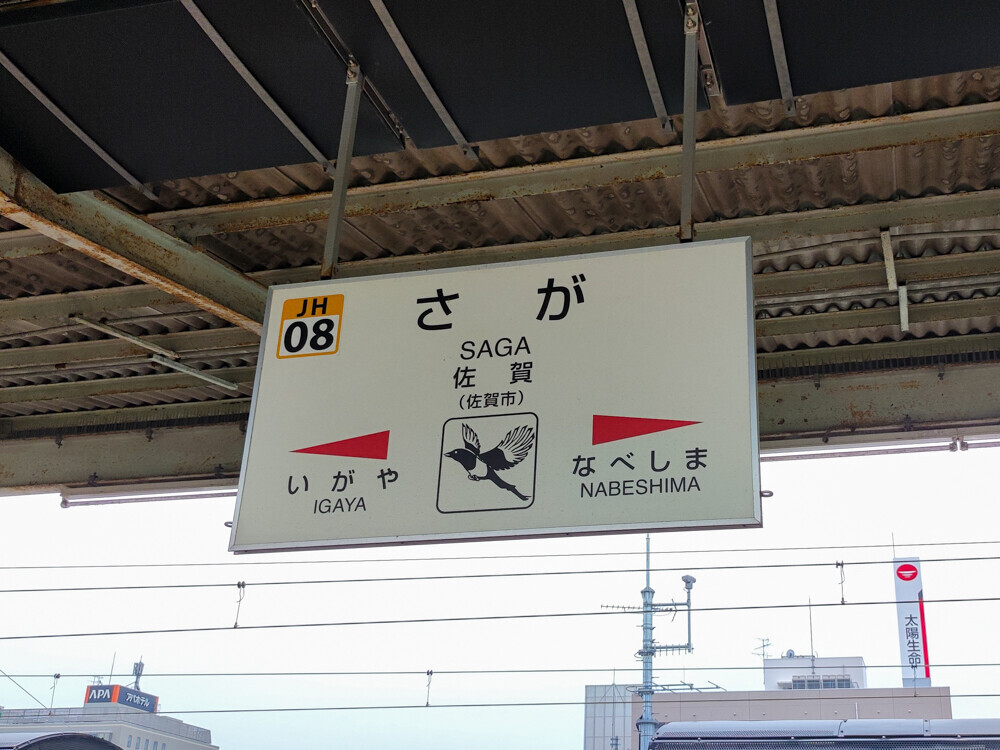 JH
08
さが
SAGA
佐賀
(佐賀市)
いがや
IGAYA
なべしま
NABESHIMA
太陽生命
APA アパホテル